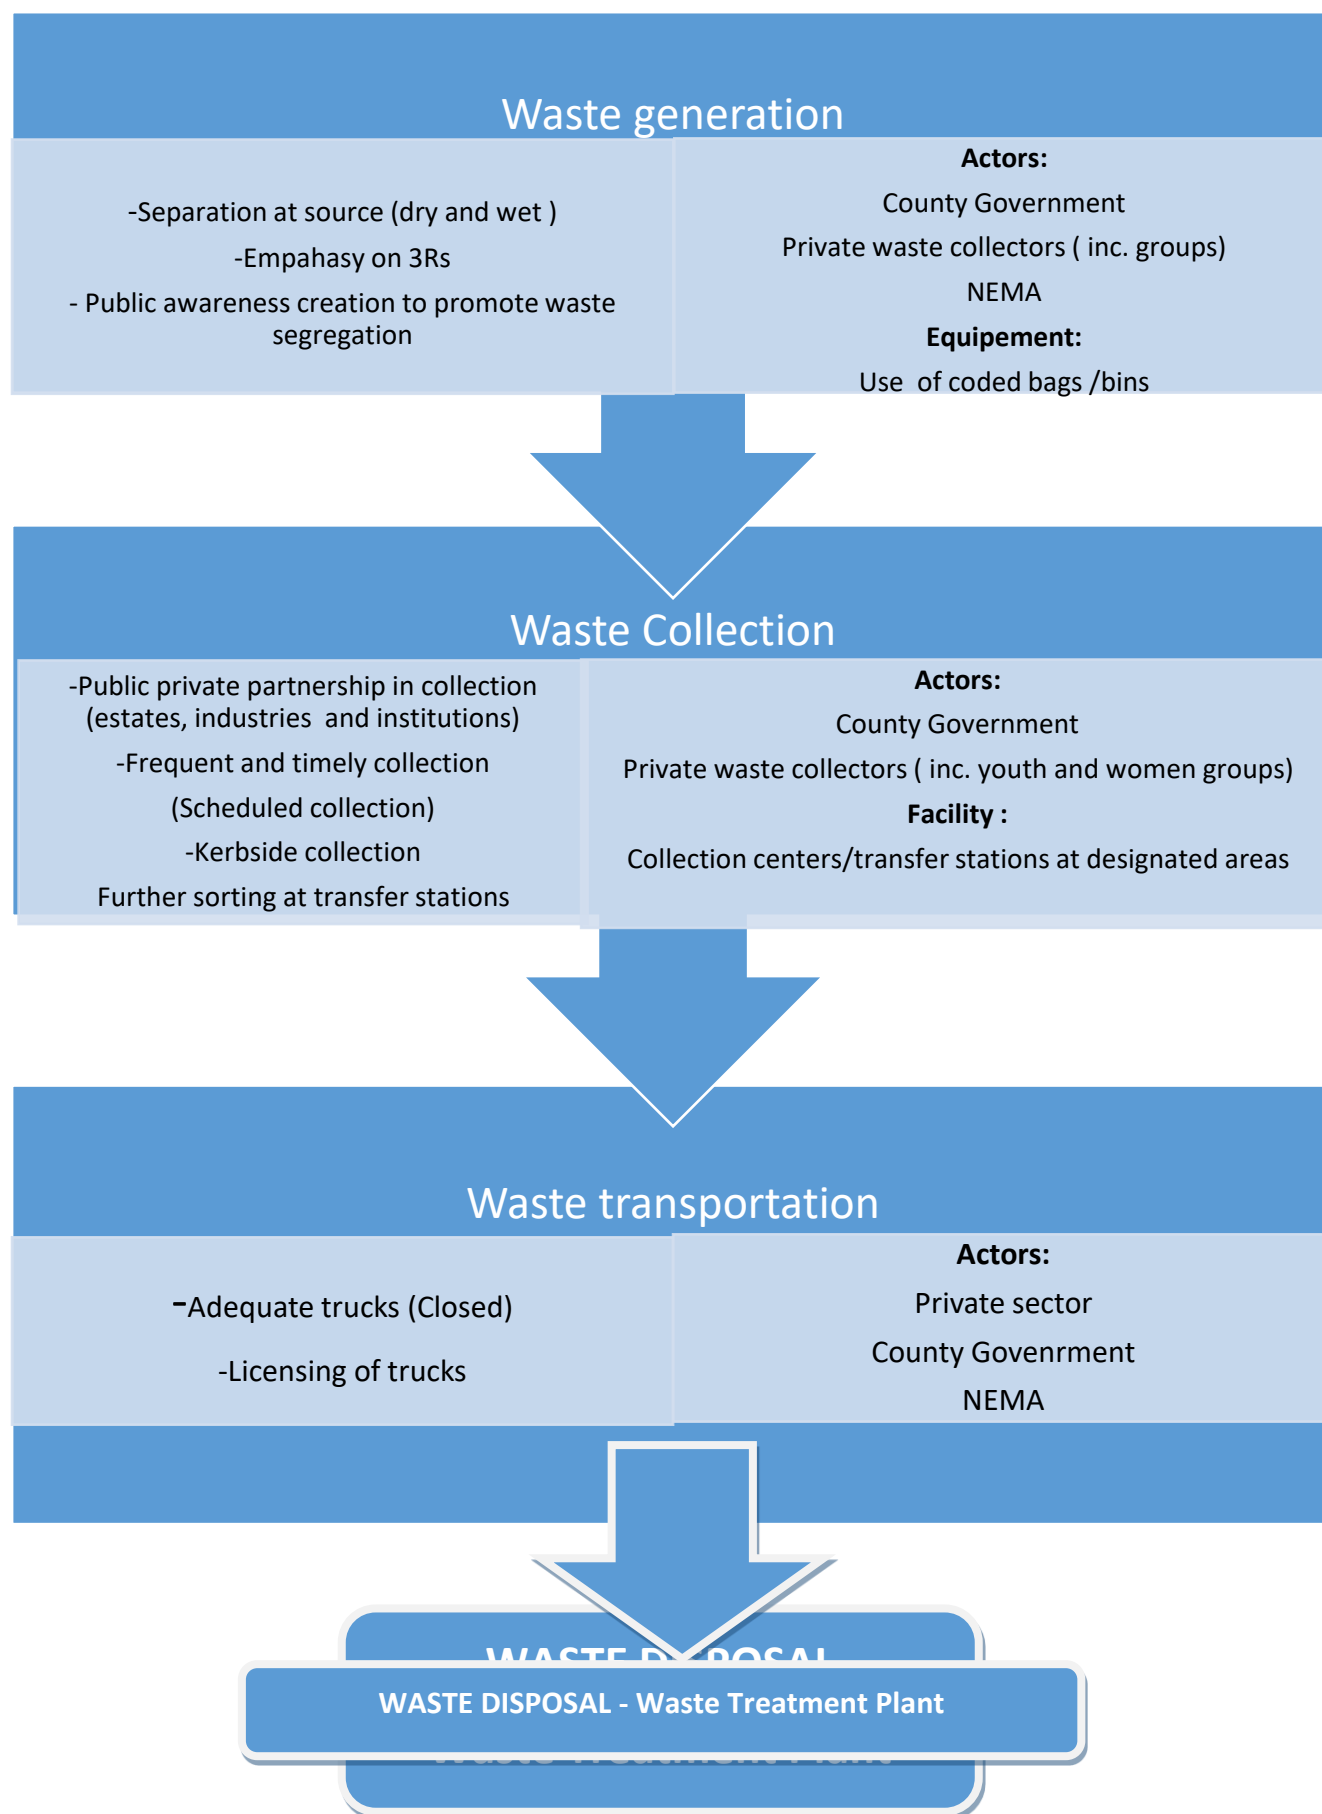 Waste generation
-Separation at source (dry and wet )
-Empahasy on 3Rs
- Public awareness creation to promote waste
segregation
Actors:
County Government
Private waste collectors ( inc. groups)
NEMA
Equipement:
Use of coded bags /bins
Waste Collection
-Public private partnership in collection
(estates, industries and institutions)
-Frequent and timely collection
(Scheduled collection)
-Kerbside collection
Further sorting at transfer stations
Actors:
County Government
Private waste collectors ( inc. youth and women groups)
Facility :
Collection centers/transfer stations at designated areas
Waste transportation
-Adequate trucks (Closed)
-Licensing of trucks
Actors:
Private sector
County Govenrment
NEMA
WASTE DISPOSAL
WASTE DISPOSAL - Waste Treatment Plant
Waste Treatment Plant